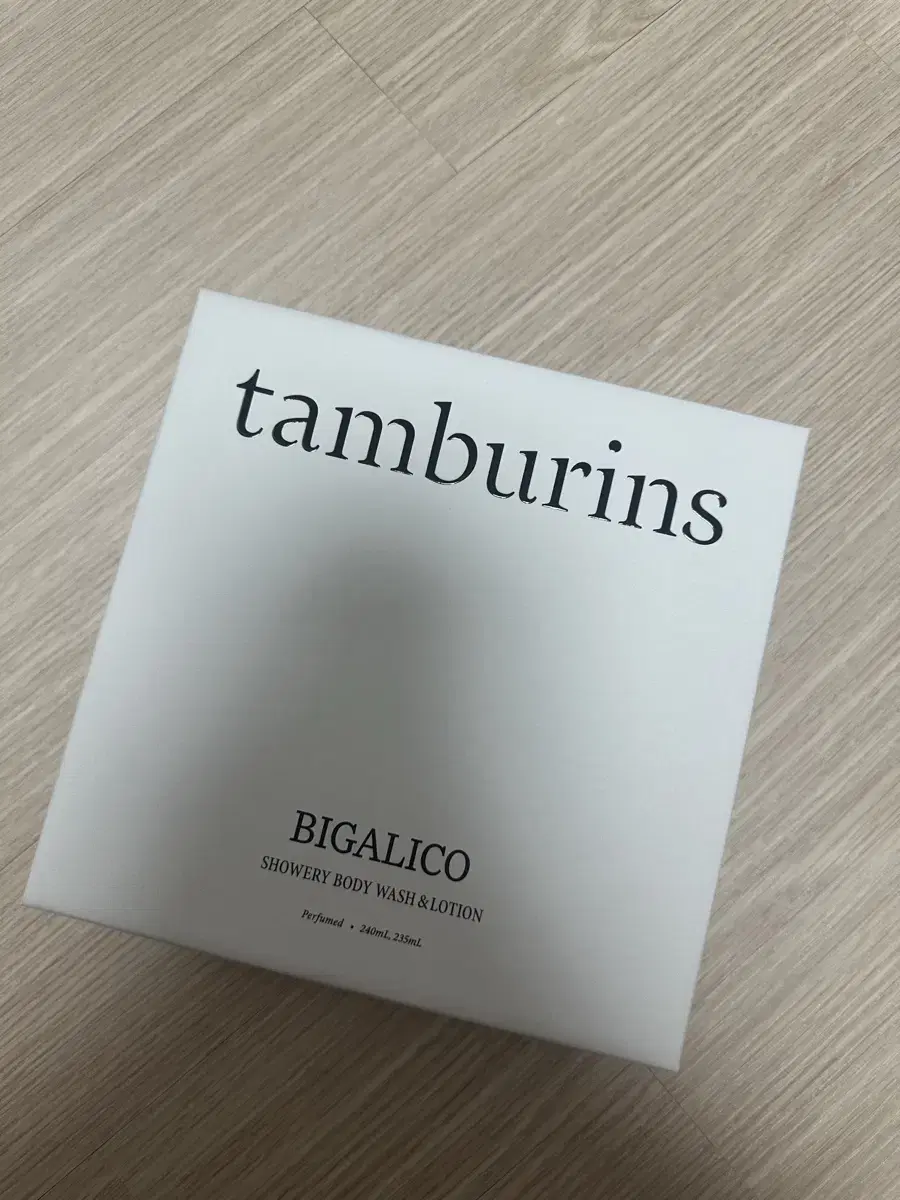 tamburins
BIGALICO
SHOWERY BODY WASH & LOTION
Perfumed • 240mL, 235mL